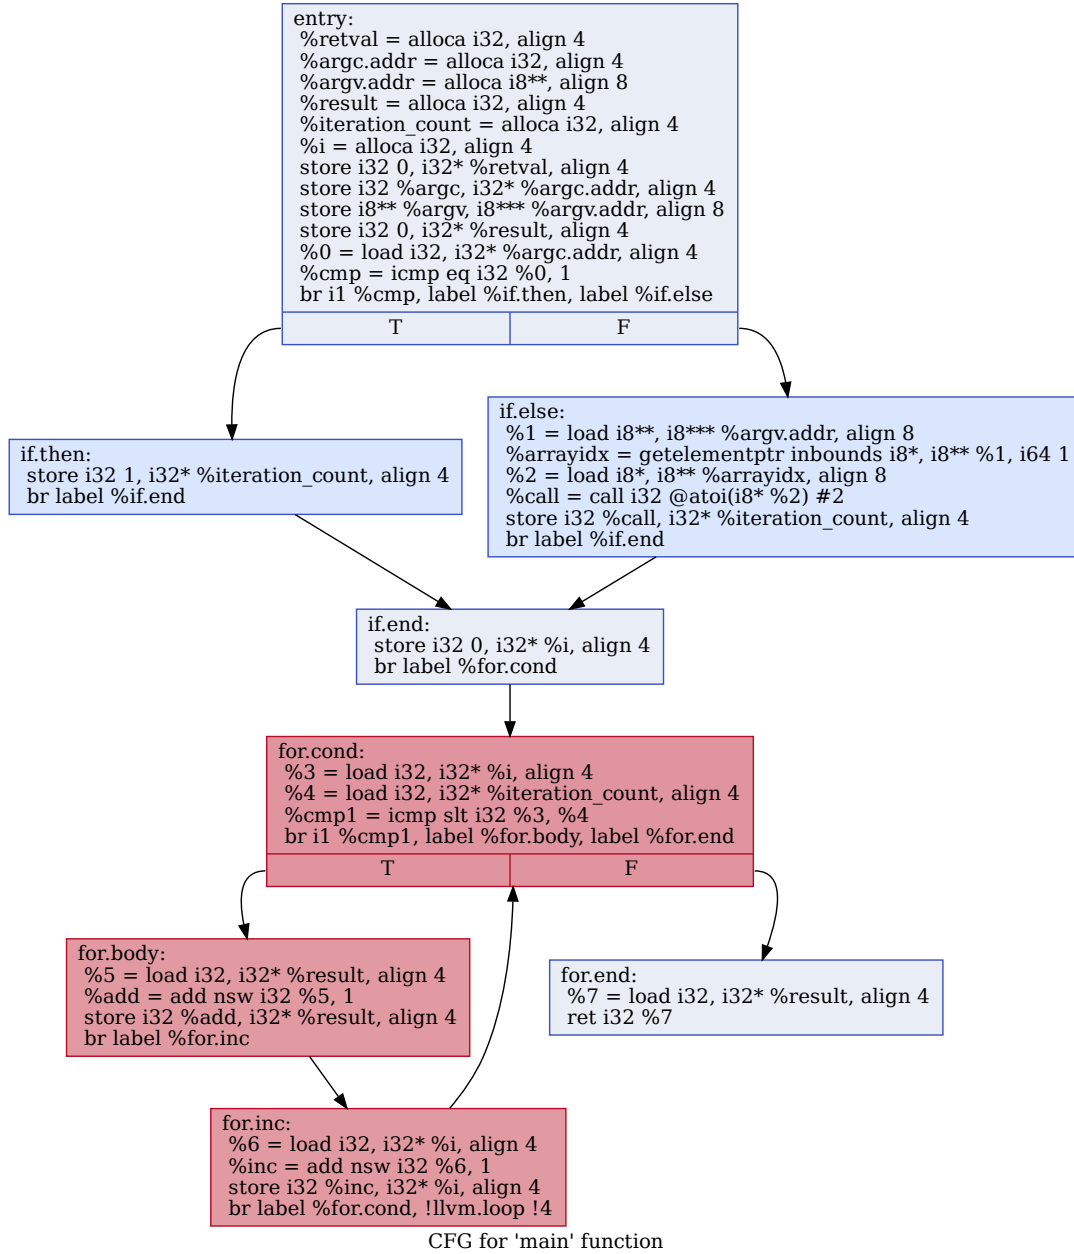 entry:
%retval = alloca i32, align 4
%argc.addr = alloca i32, align 4
%argv.addr = alloca i8**, align 8
%result = alloca i32, align 4
%iteration_count = alloca i32, align 4
%i = alloca i32, align 4
store i32 0, i32* %retval, align 4
store i32 %argc, i32* %argc.addr, align 4
store i8** %argv, i8*** %argv.addr, align 8
store i32 0, i32* %result, align 4
%0 = load i32, i32* %argc.addr, align 4
%cmp = icmp eq i32 %0, 1
br i1 %cmp, label %if.then, label %if.else
T F
if.then:
store i32 1, i32* %iteration_count, align 4
br label %if.end
if.else:
%1 = load i8**, i8*** %argv.addr, align 8
%arrayidx = getelementptr inbounds i8*, i8** %1, i64 1
%2 = load i8*, i8** %arrayidx, align 8
%call = call i32 @atoi(i8* %2) #2
store i32 %call, i32* %iteration_count, align 4
br label %if.end
if.end:
store i32 0, i32* %i, align 4
br label %for.cond
for.cond:
%3 = load i32, i32* %i, align 4
%4 = load i32, i32* %iteration_count, align 4
%cmp1 = icmp slt i32 %3, %4
br i1 %cmp1, label %for.body, label %for.end
T F
for.body:
%5 = load i32, i32* %result, align 4
%add = add nsw i32 %5, 1
store i32 %add, i32* %result, align 4
br label %for.inc
for.end:
%7 = load i32, i32* %result, align 4
ret i32 %7
for.inc:
%6 = load i32, i32* %i, align 4
%inc = add nsw i32 %6, 1
store i32 %inc, i32* %i, align 4
br label %for.cond, !llvm.loop !4
CFG for 'main' function